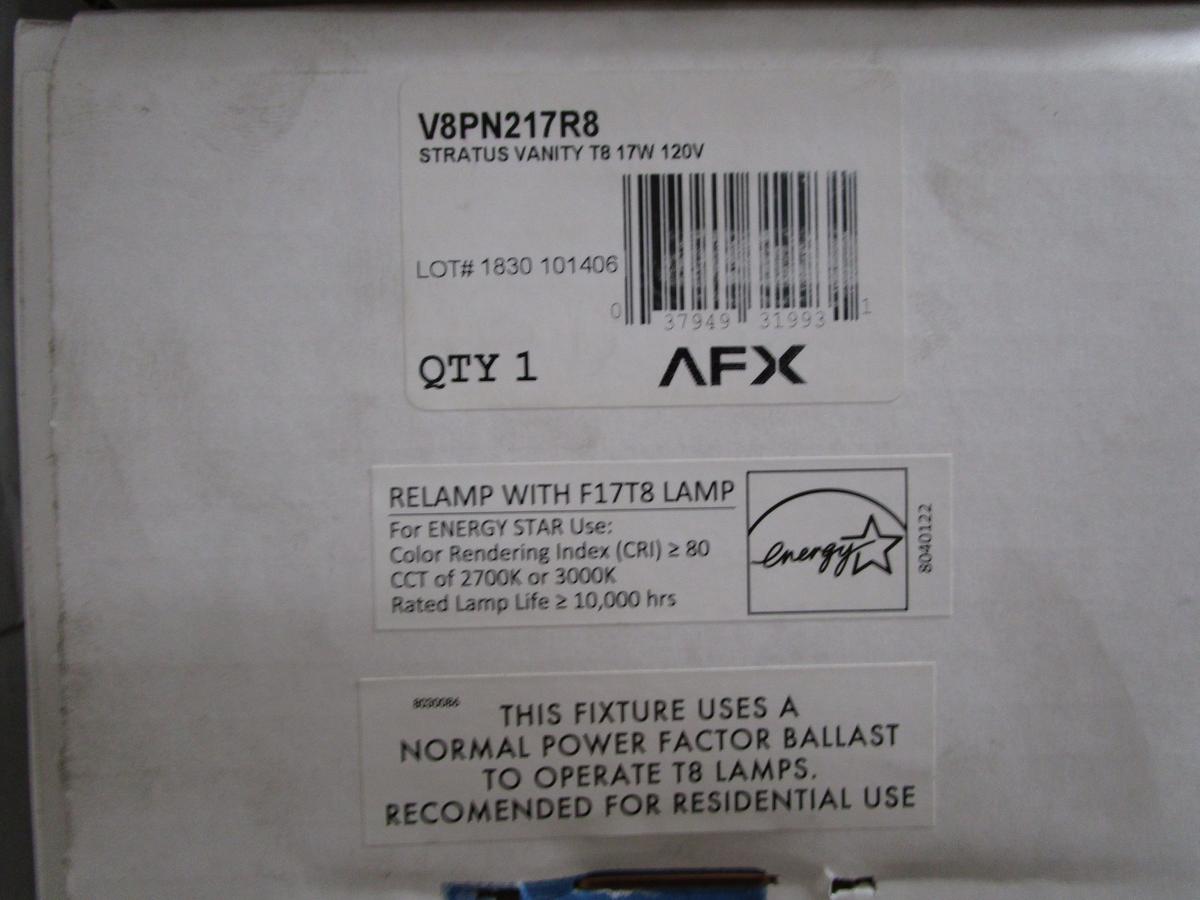 V8PN217R8
STRATUS VANITY T8 17W 120V
LOT# 1830 101406
0 37949 31993 1
QTY 1
AFX
RELAMP WITH F17T8 LAMP
For ENERGY STAR Use:
Color Rendering Index (CRI) ≥ 80
CCT of 2700K or 3000K
Rated Lamp Life ≥ 10,000 hrs
energy
8040122
8030084
THIS FIXTURE USES A
NORMAL POWER FACTOR BALLAST
TO OPERATE T8 LAMPS.
RECOMENDED FOR RESIDENTIAL USE